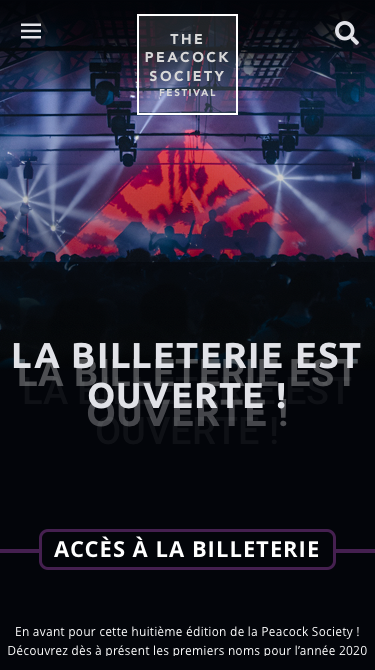 THE
PEACOCK
SOCIETY
FESTIVAL
LA BILLETERIE EST
OUVERTE !
ACCÈS À LA BILLETERIE
En avant pour cette huitième édition de la Peacock Society !
Découvrez dès à présent les premiers noms pour l’année 2020